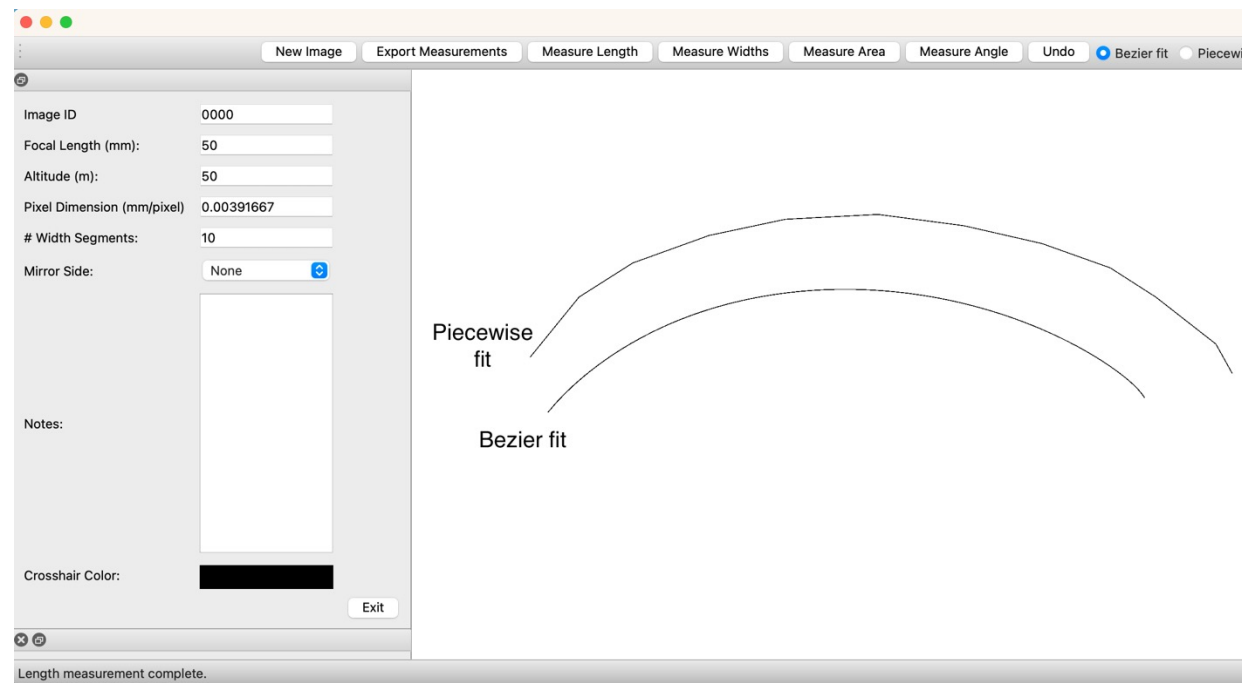 New Image Export Measurements Measure Length Measure Widths Measure Area Measure Angle Undo Bezier fit Piecewi
Image ID 0000
Focal Length (mm): 50
Altitude (m): 50
Pixel Dimension (mm/pixel) 0.00391667
# Width Segments: 10
Mirror Side: None
Piecewise
fit
Notes:
Bezier fit
Crosshair Color:
Exit
Length measurement complete.